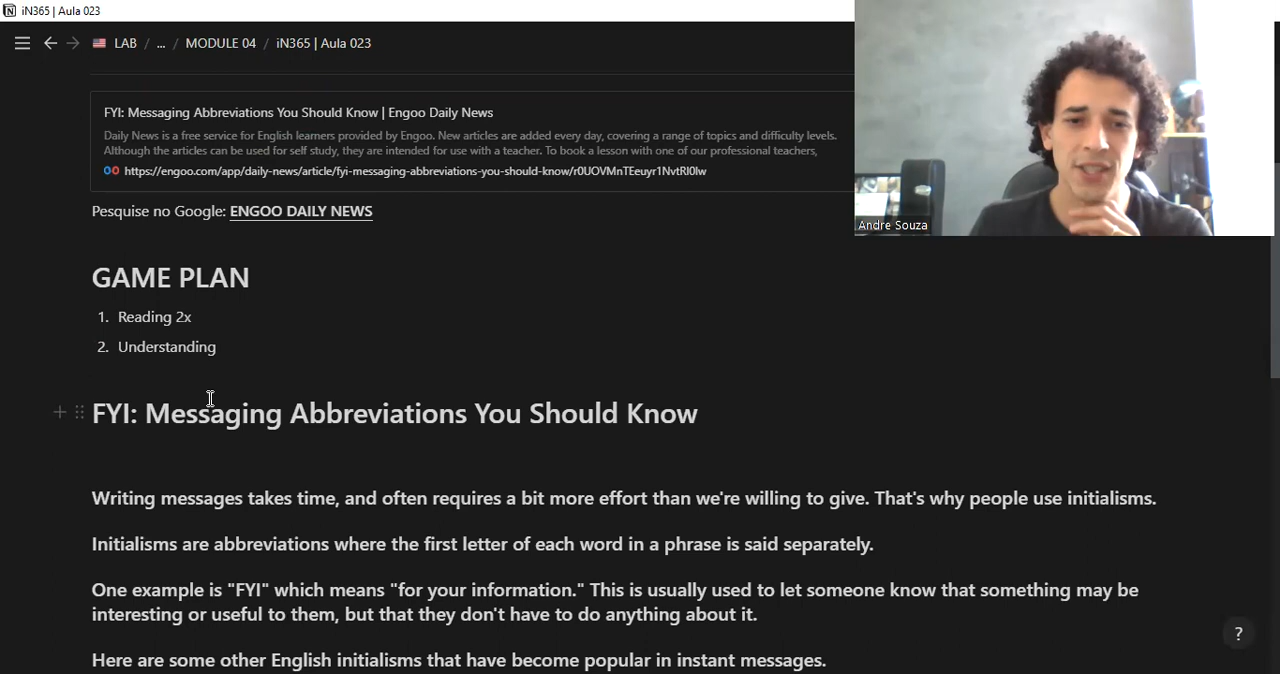 iN365 | Aula 023
LAB / ... / MODULE 04 / iN365 | Aula 023
FYI: Messaging Abbreviations You Should Know | Engoo Daily News
Daily News is a free service for English learners provided by Engoo. New articles are added every day, covering a range of topics and difficulty levels.
Although the articles can be used for self study, they are intended for use with a teacher. To book a lesson with one of our professional teachers,
https://engoo.com/app/daily-news/article/fyi-messaging-abbreviations-you-should-know/r0UOVMnTEeuyr1NvtRl0lw
Pesquise no Google: ENGOO DAILY NEWS
Andre Souza
GAME PLAN
1. Reading 2x
2. Understanding
FYI: Messaging Abbreviations You Should Know
Writing messages takes time, and often requires a bit more effort than we're willing to give. That's why people use initialisms.
Initialisms are abbreviations where the first letter of each word in a phrase is said separately.
One example is "FYI" which means "for your information." This is usually used to let someone know that something may be
interesting or useful to them, but that they don't have to do anything about it.
Here are some other English initialisms that have become popular in instant messages.
?